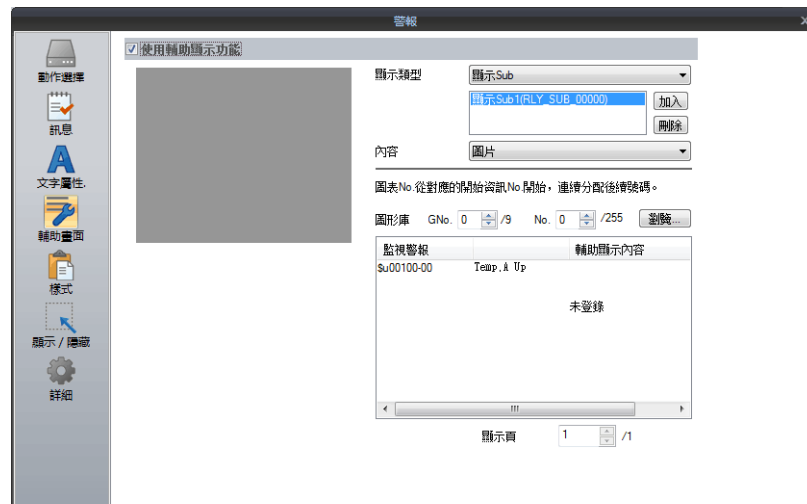 警報
動作選擇
訊息
文字屬性.
輔助畫面
樣式
顯示 / 隱藏
詳細
使用輔助顯示功能
顯示類型
顯示Sub
顯示Sub1(RLY_SUB_00000)
加入
刪除
內容
圖片
圖表No.從對應的開始資訊No.開始，連續分配後續號碼。
圖形庫 GNo. 0 /9 No. 0 /255 瀏覽...
監視警報 輔助顯示內容
$u00100-00 Temp,À Up
未登錄
顯示頁 1 /1